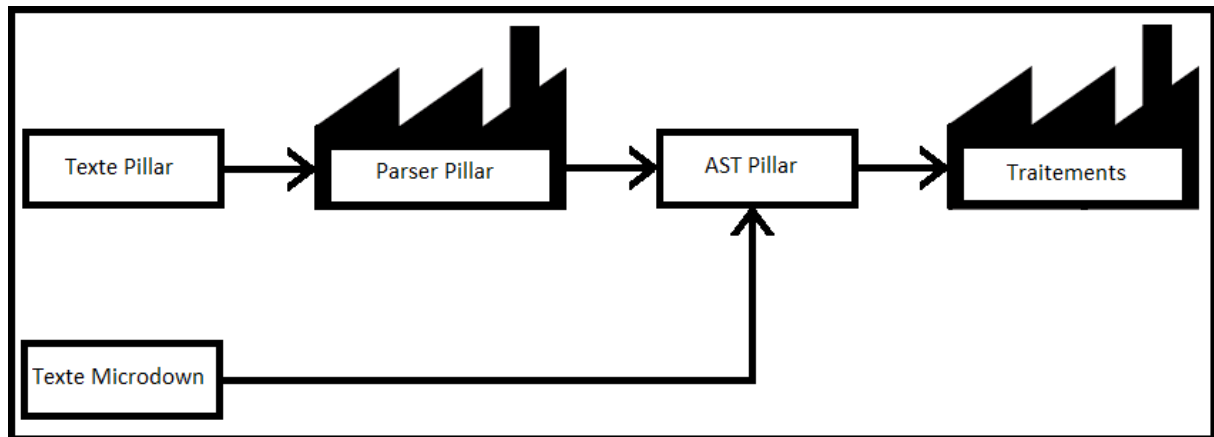 Texte Pillar
Parser Pillar
AST Pillar
Traitements
Texte Microdown